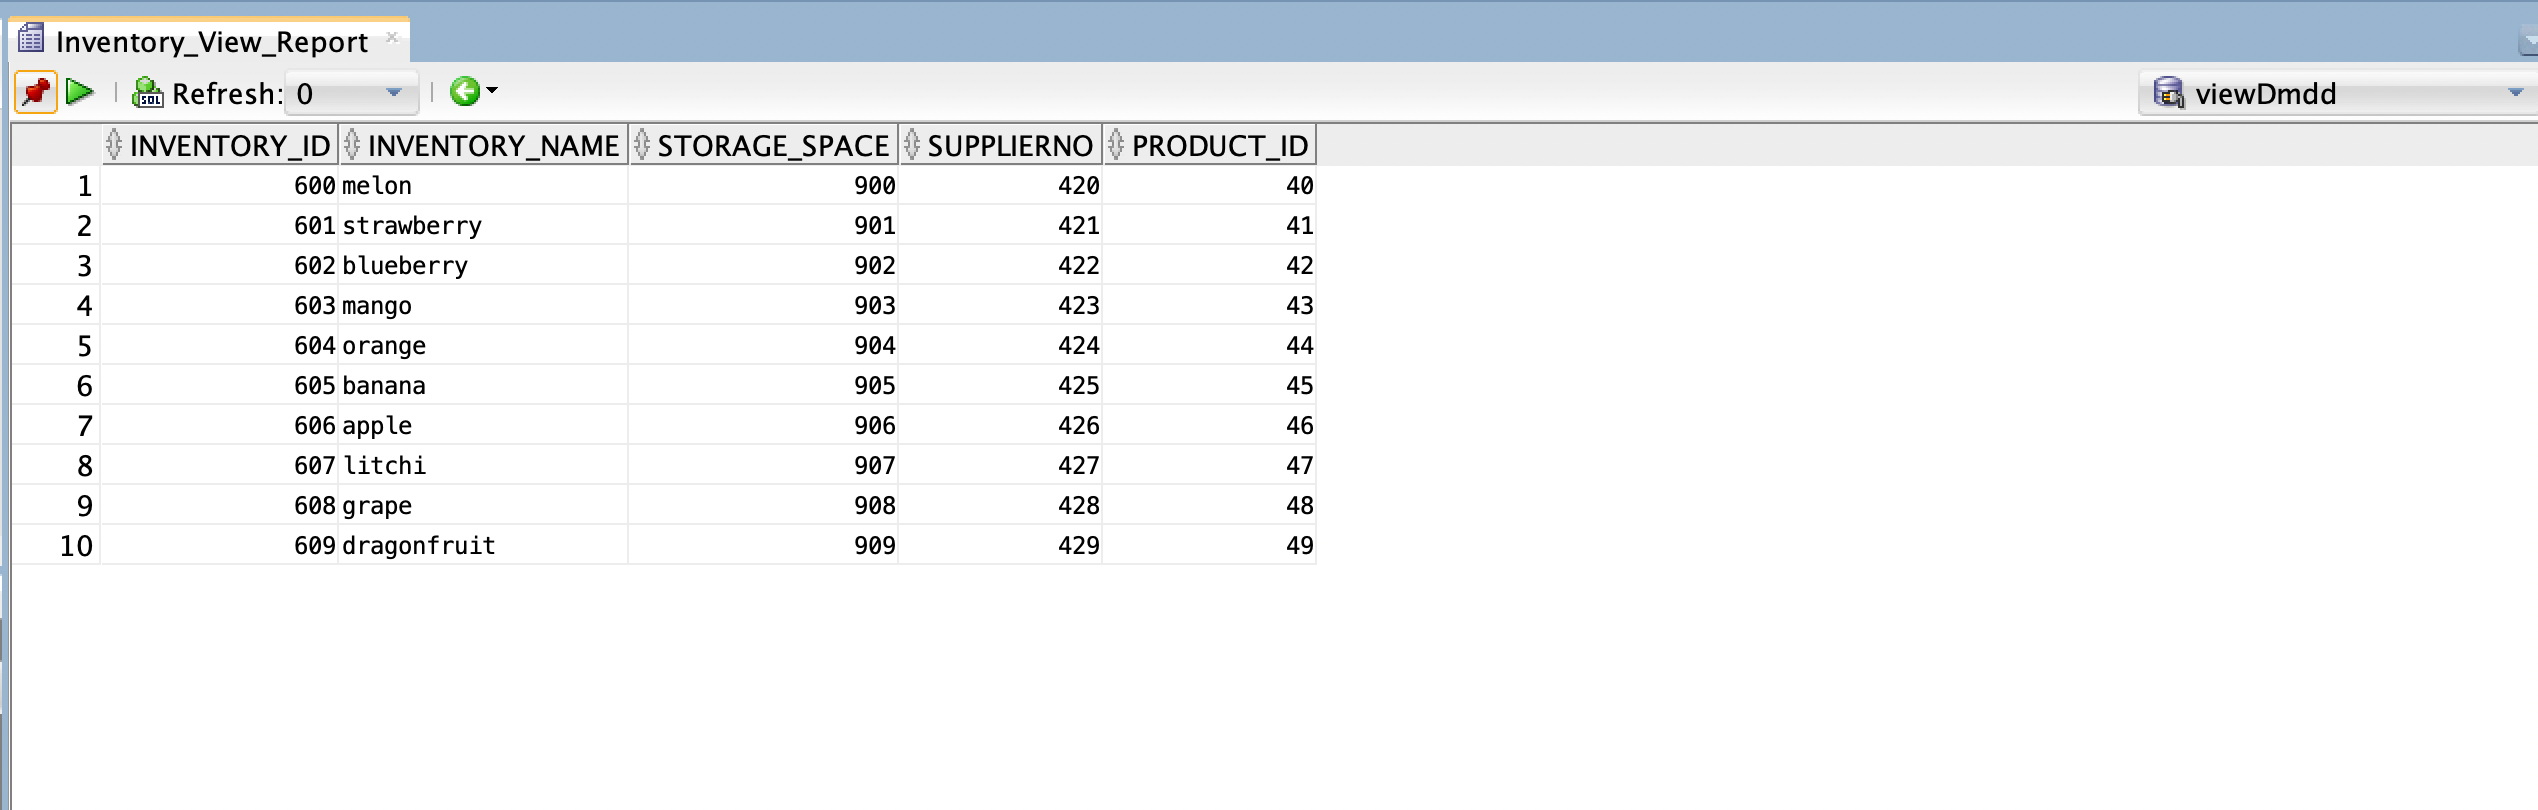 Inventory_View_Report
SQL Refresh: 0 viewDmdd
INVENTORY_ID INVENTORY_NAME STORAGE_SPACE SUPPLIERNO PRODUCT_ID
1 600 melon 900 420 40
2 601 strawberry 901 421 41
3 602 blueberry 902 422 42
4 603 mango 903 423 43
5 604 orange 904 424 44
6 605 banana 905 425 45
7 606 apple 906 426 46
8 607 litchi 907 427 47
9 608 grape 908 428 48
10 609 dragonfruit 909 429 49